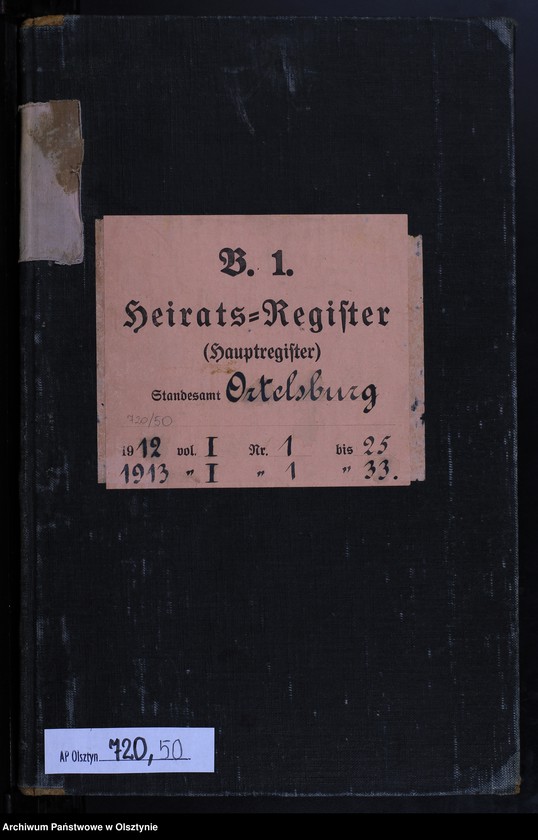 B. 1.
Heirats=Regiſter
(Hauptregiſter)
Standesamt Ortelsburg
720/50
1912 vol. I Nr. 1 bis 25
1913 " I " 1 " 33.
AP Olsztyn 720, 50
Archiwum Państwowe w Olsztynie